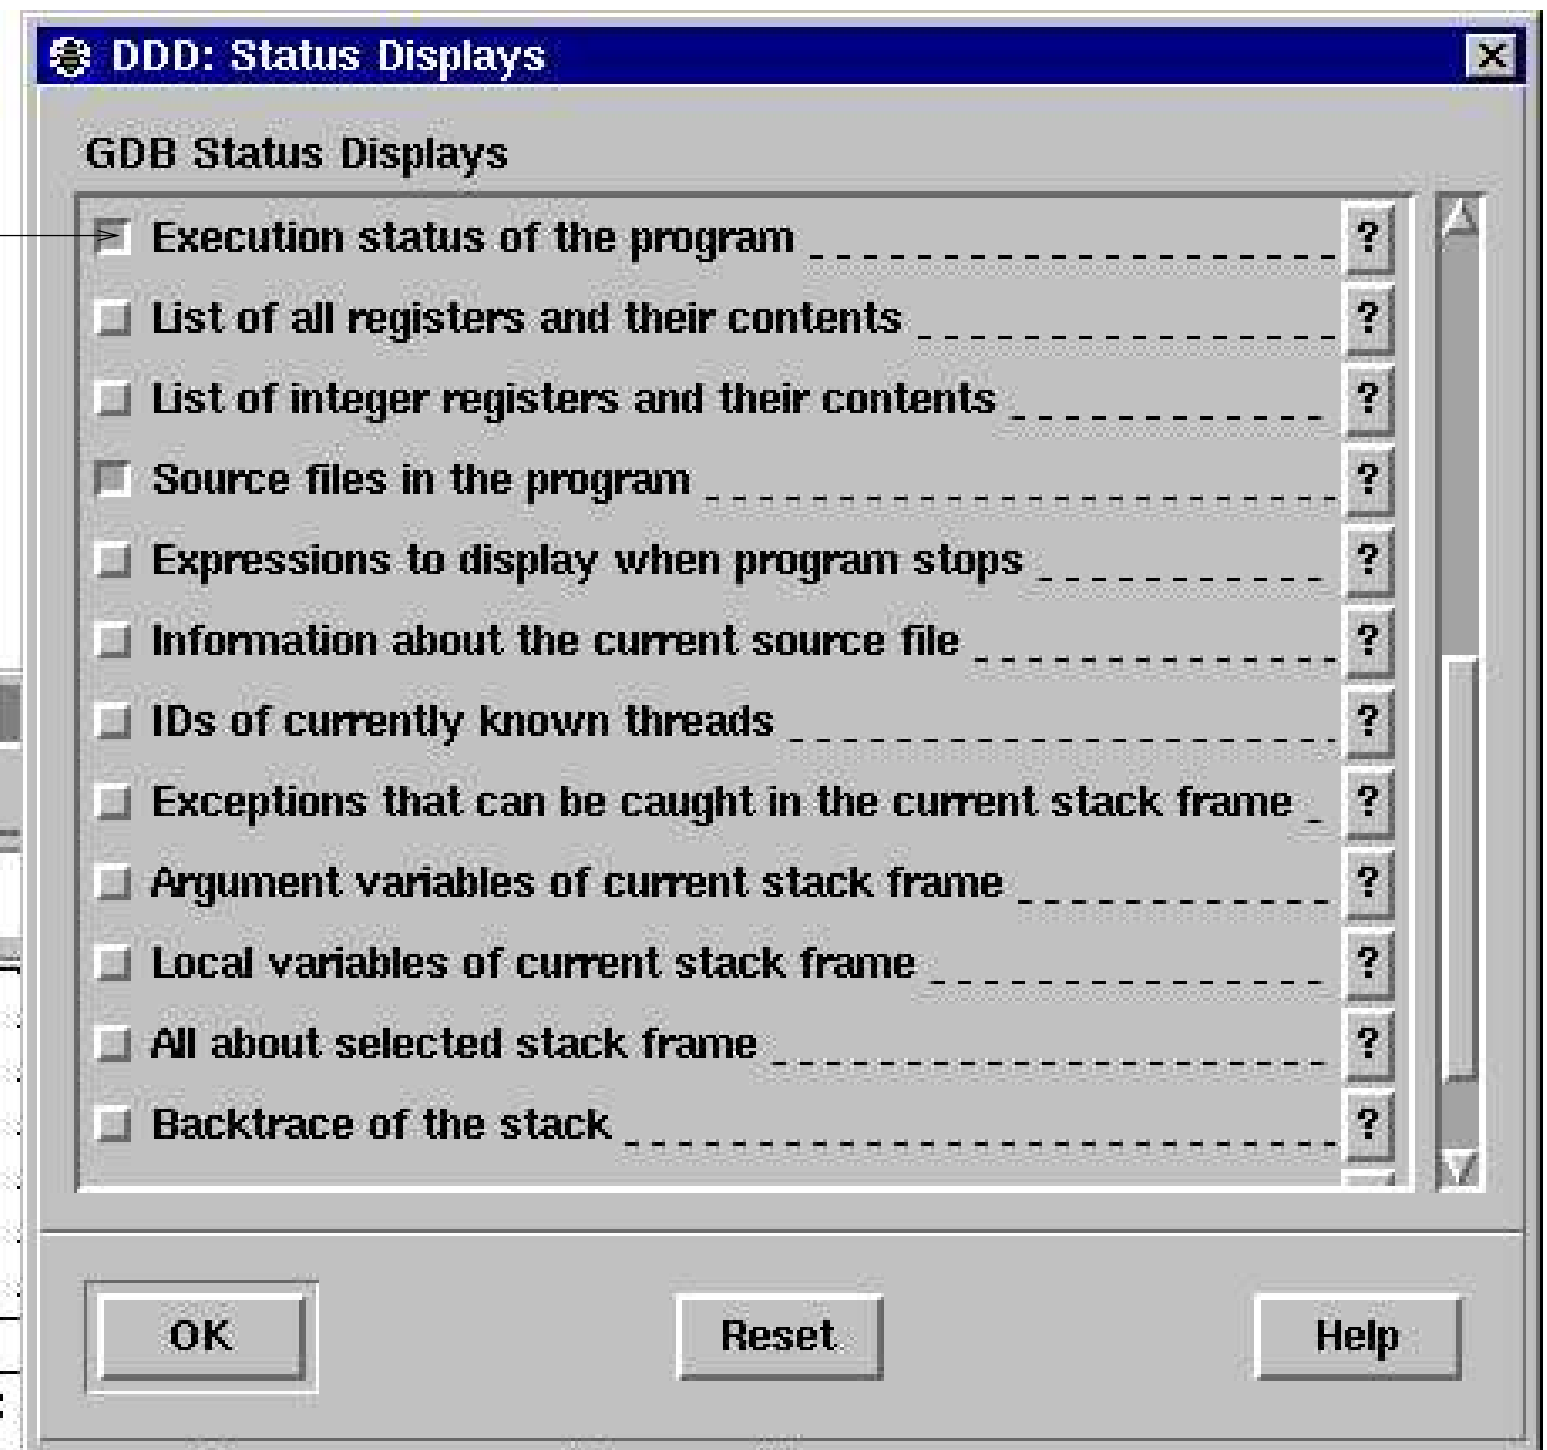 DDD: Status Displays
GDB Status Displays
Execution status of the program ?
List of all registers and their contents ?
List of integer registers and their contents ?
Source files in the program ?
Expressions to display when program stops ?
Information about the current source file ?
IDs of currently known threads ?
Exceptions that can be caught in the current stack frame ?
Argument variables of current stack frame ?
Local variables of current stack frame ?
All about selected stack frame ?
Backtrace of the stack ?
OK Reset Help